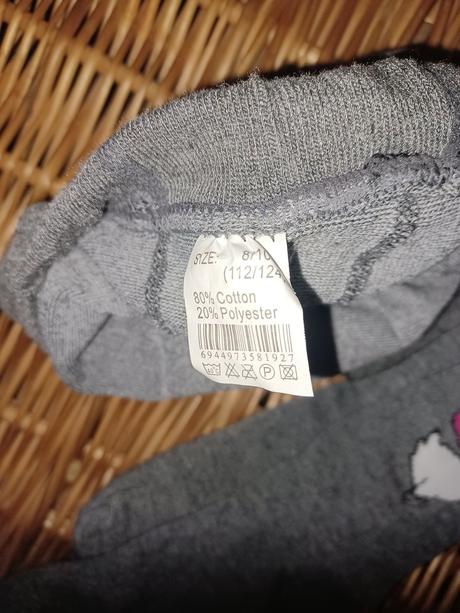 SIZE: 8/10
(112/124
80% Cotton
20% Polyester
6944973581927